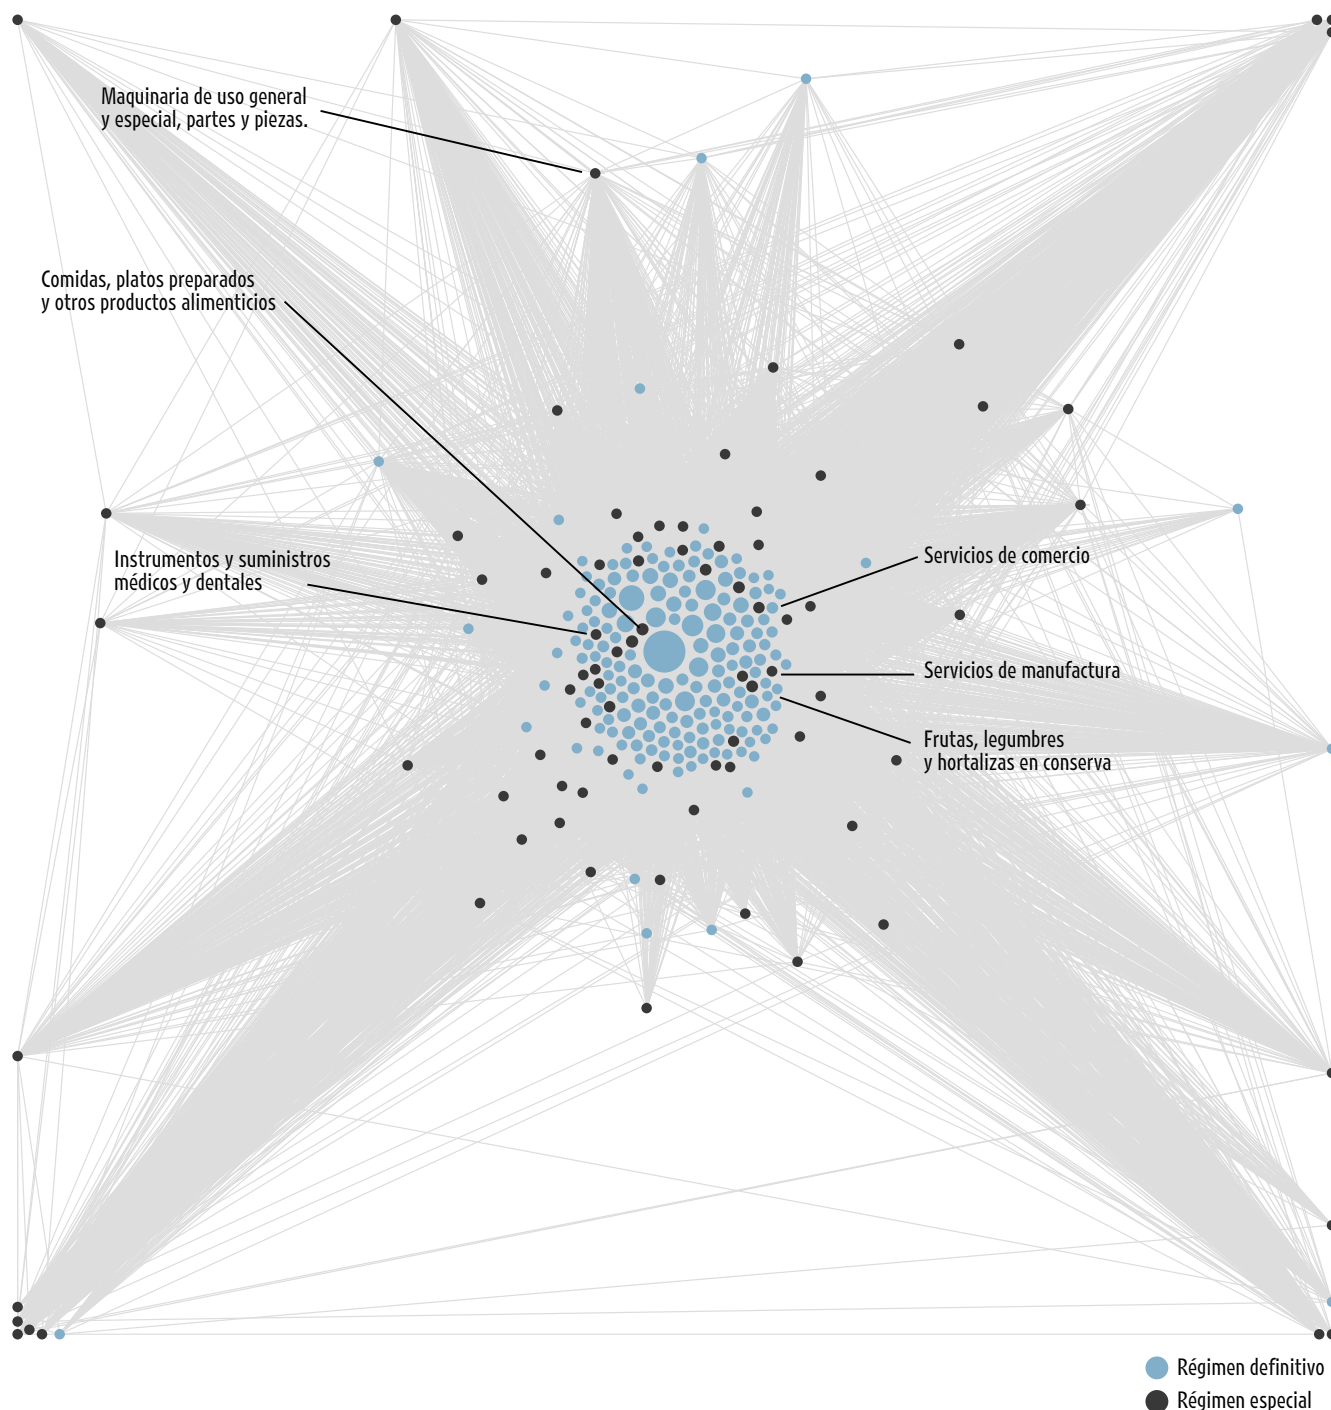 Maquinaria de uso general
y especial, partes y piezas.
Comidas, platos preparados
y otros productos alimenticios
Instrumentos y suministros
médicos y dentales
Servicios de comercio
Servicios de manufactura
Frutas, legumbres
y hortalizas en conserva
Régimen definitivo
Régimen especial